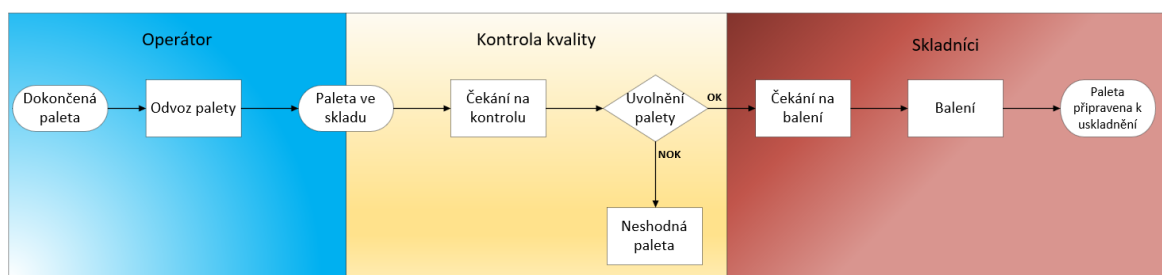 Operátor
Kontrola kvality
Skladníci
Dokončená
paleta
Odvoz palety
Paleta ve
skladu
Čekání na
kontrolu
Uvolnění
palety
OK
NOK
Neshodná
paleta
Čekání na
balení
Balení
Paleta
připravena k
uskladnění